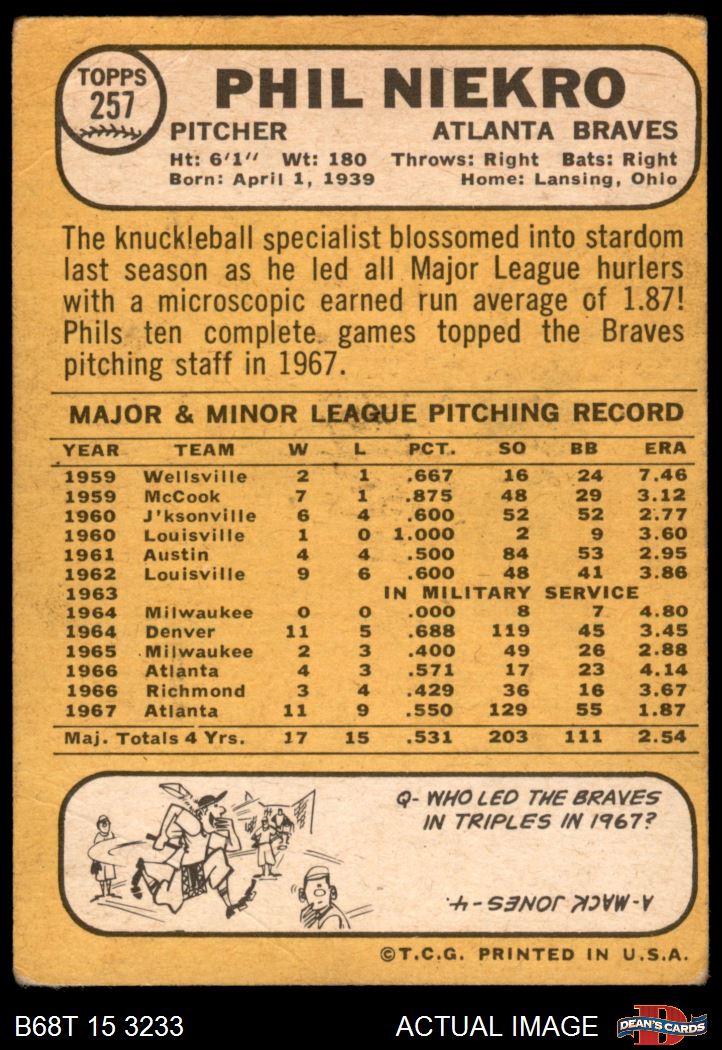 TOPPS
257
PHIL NIEKRO
PITCHER ATLANTA BRAVES
Ht: 6'1" Wt: 180 Throws: Right Bats: Right
Born: April 1, 1939 Home: Lansing, Ohio
The knuckleball specialist blossomed into stardom
last season as he led all Major League hurlers
with a microscopic earned run average of 1.87!
Phils ten complete games topped the Braves
pitching staff in 1967.
MAJOR & MINOR LEAGUE PITCHING RECORD
YEAR TEAM W L PCT. SO BB ERA
1959 Wellsville 2 1 .667 16 24 7.46
1959 McCook 7 1 .875 48 29 3.12
1960 J'ksonville 6 4 .600 52 52 2.77
1960 Louisville 1 0 1.000 2 9 3.60
1961 Austin 4 4 .500 84 53 2.95
1962 Louisville 9 6 .600 48 41 3.86
1963 IN MILITARY SERVICE
1964 Milwaukee 0 0 .000 8 7 4.80
1964 Denver 11 5 .688 119 45 3.45
1965 Milwaukee 2 3 .400 49 26 2.88
1966 Atlanta 4 3 .571 17 23 4.14
1966 Richmond 3 4 .429 36 16 3.67
1967 Atlanta 11 9 .550 129 55 1.87
Maj. Totals 4 Yrs. 17 15 .531 203 111 2.54
Q- WHO LED THE BRAVES
IN TRIPLES IN 1967?
A- MACK JONES - 4.
©T.C.G. PRINTED IN U.S.A.
B68T 15 3233 ACTUAL IMAGE
D
DEAN'S CARDS